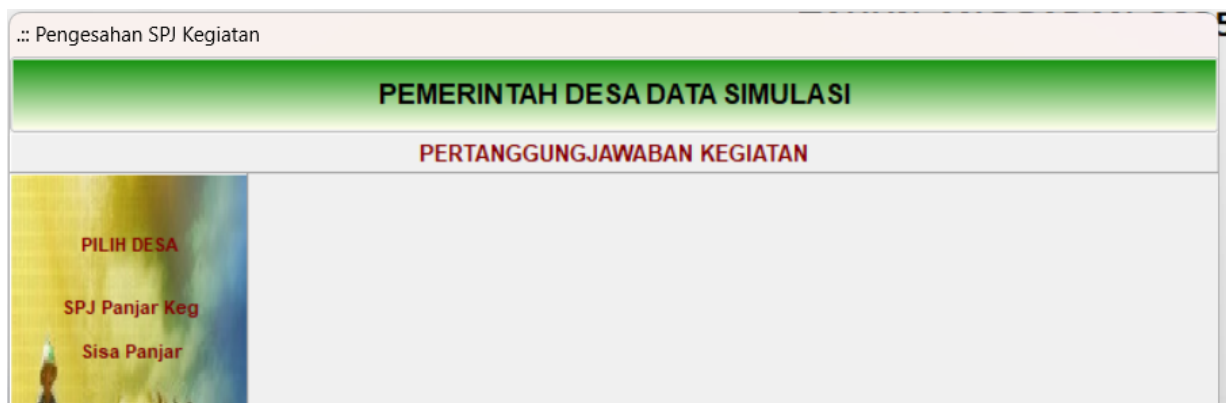 .:: Pengesahan SPJ Kegiatan
PEMERINTAH DESA DATA SIMULASI
PERTANGGUNGJAWABAN KEGIATAN
PILIH DESA
SPJ Panjar Keg
Sisa Panjar